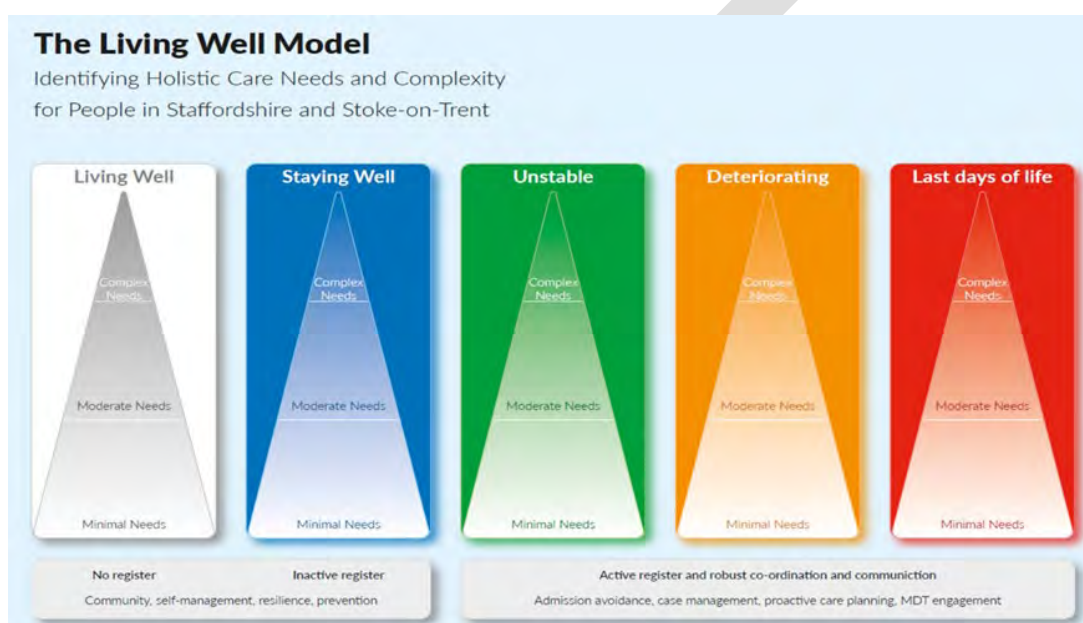 The Living Well Model
Identifying Holistic Care Needs and Complexity
for People in Staffordshire and Stoke-on-Trent
Living Well
Complex
Needs
Moderate Needs
Minimal Needs
Staying Well
Complex
Needs
Moderate Needs
Minimal Needs
Unstable
Complex
Needs
Moderate Needs
Minimal Needs
Deteriorating
Complex
Needs
Moderate Needs
Minimal Needs
Last days of life
Complex
Needs
Moderate Needs
Minimal Needs
No register
Inactive register
Community, self-management, resilience, prevention
Active register and robust co-ordination and communiction
Admission avoidance, case management, proactive care planning, MDT engagement